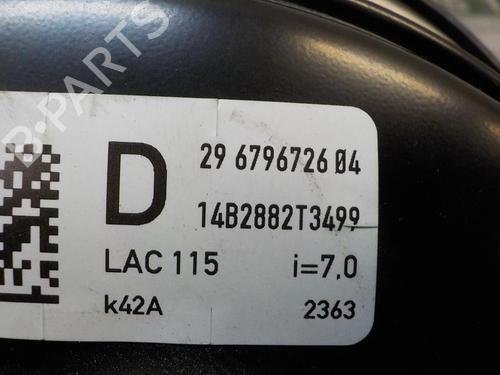 D
29 6796726 04
14B2882T3499
LAC 115 i=7,0
k42A 2363
B-Parts